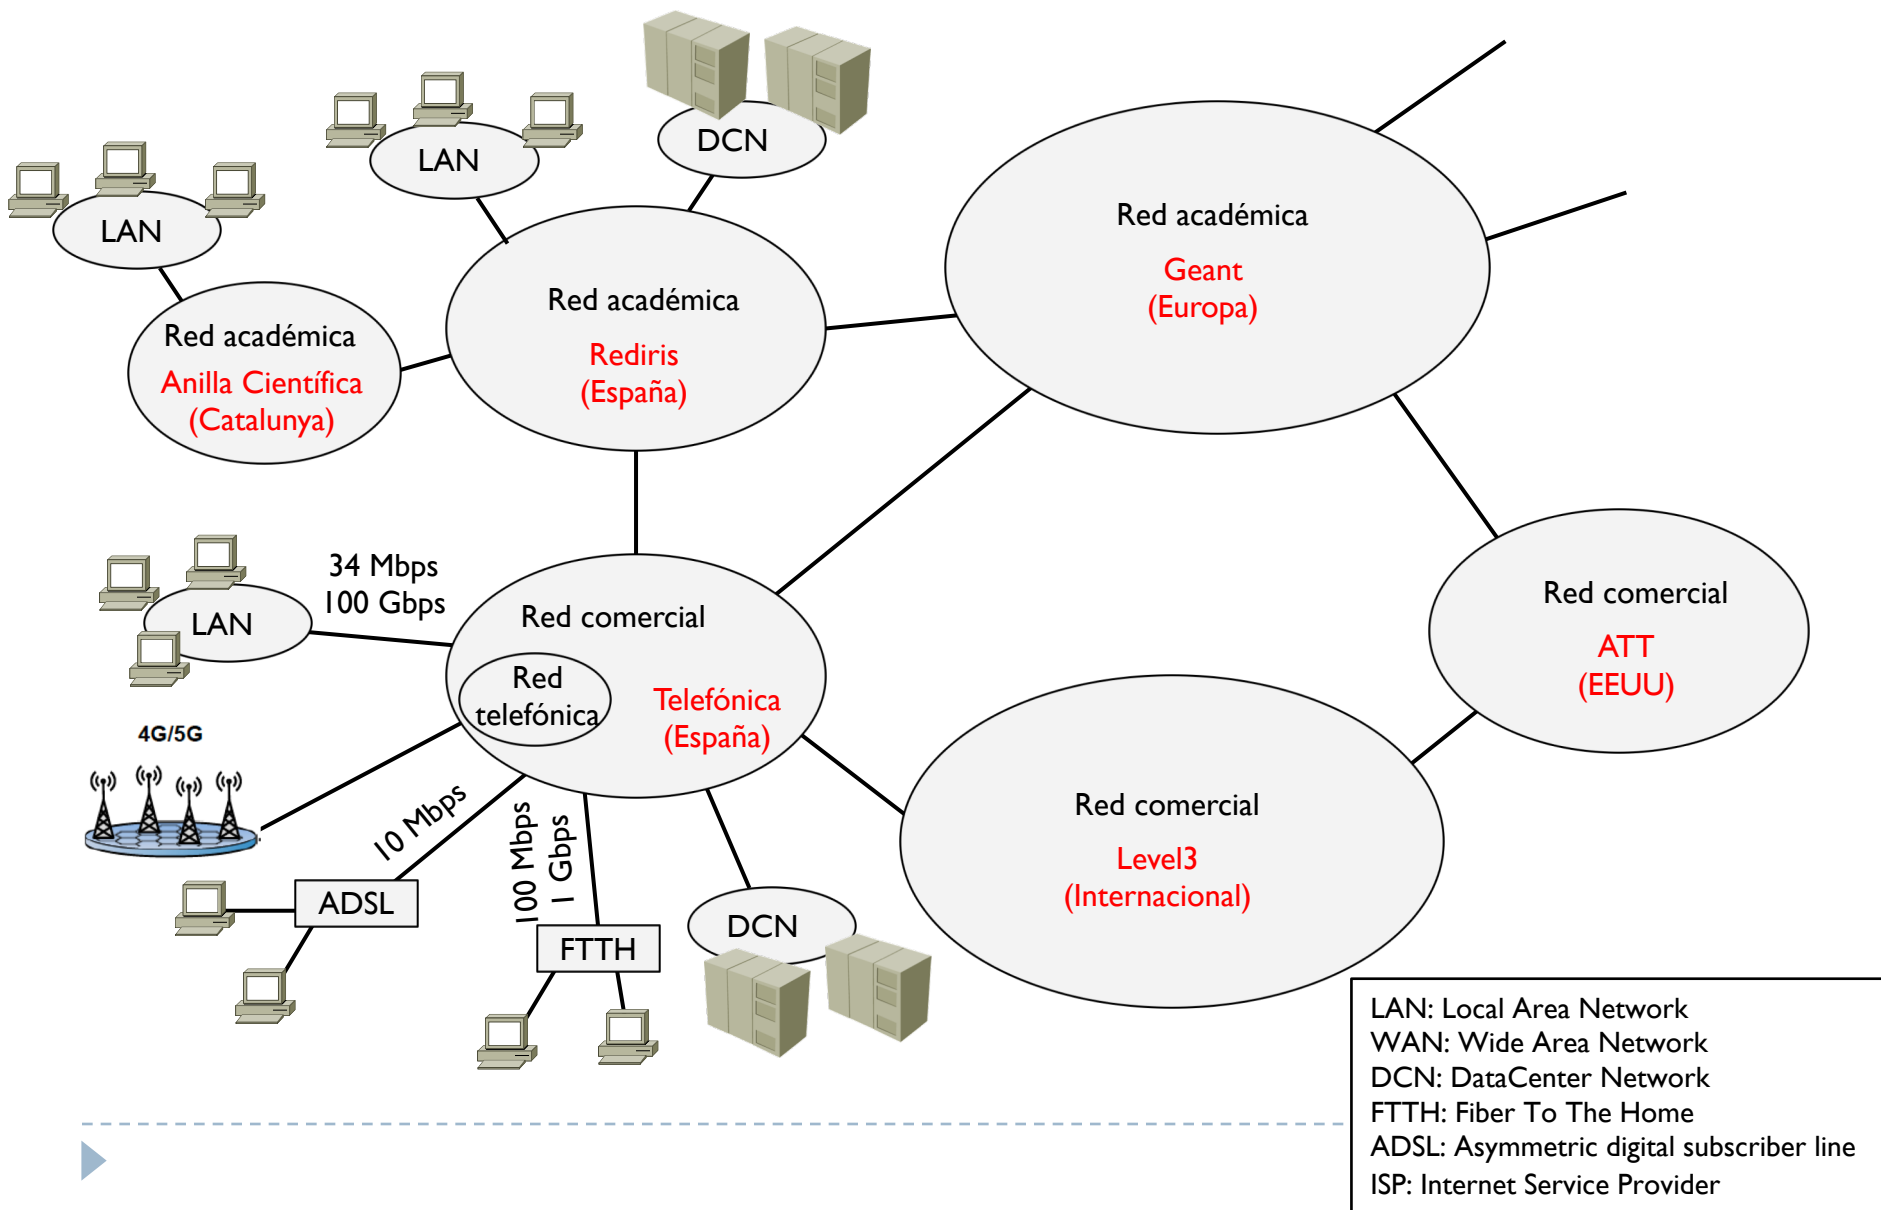 DCN
LAN
LAN
Red académica
Geant
(Europa)
Red académica
Rediris
(España)
Red académica
Anilla Científica
(Catalunya)
34 Mbps
100 Gbps
LAN
Red comercial
Red
telefónica
Telefónica
(España)
Red comercial
ATT
(EEUU)
4G/5G
10 Mbps
100 Mbps
1 Gbps
Red comercial
Level3
(Internacional)
ADSL
FTTH
DCN
LAN: Local Area Network
WAN: Wide Area Network
DCN: DataCenter Network
FTTH: Fiber To The Home
ADSL: Asymmetric digital subscriber line
ISP: Internet Service Provider